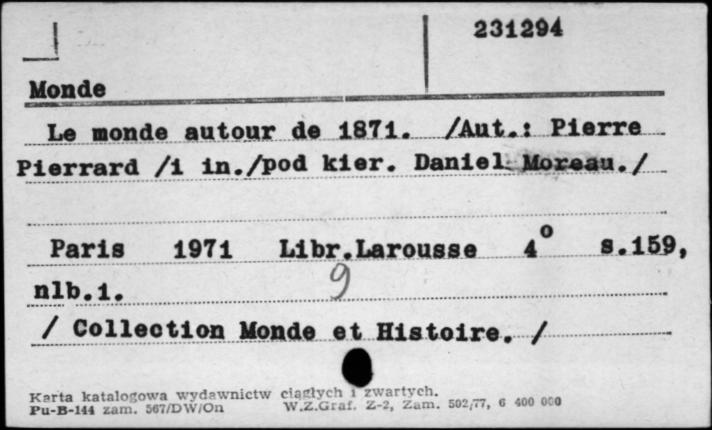 231294
Monde
Le monde autour de 1871. /Aut.: Pierre
Pierrard /i in./pod kier. Daniel Moreau./
Paris 1971 Libr.Larousse 4° s.159,
nlb.1.
9
/ Collection Monde et Histoire. /
Karta katalogowa wydawnictw ciągłych i zwartych.
Pu-B-144 zam. 567/DW/On W.Z.Graf. Z-2, Zam. 502/77, 6 400 000